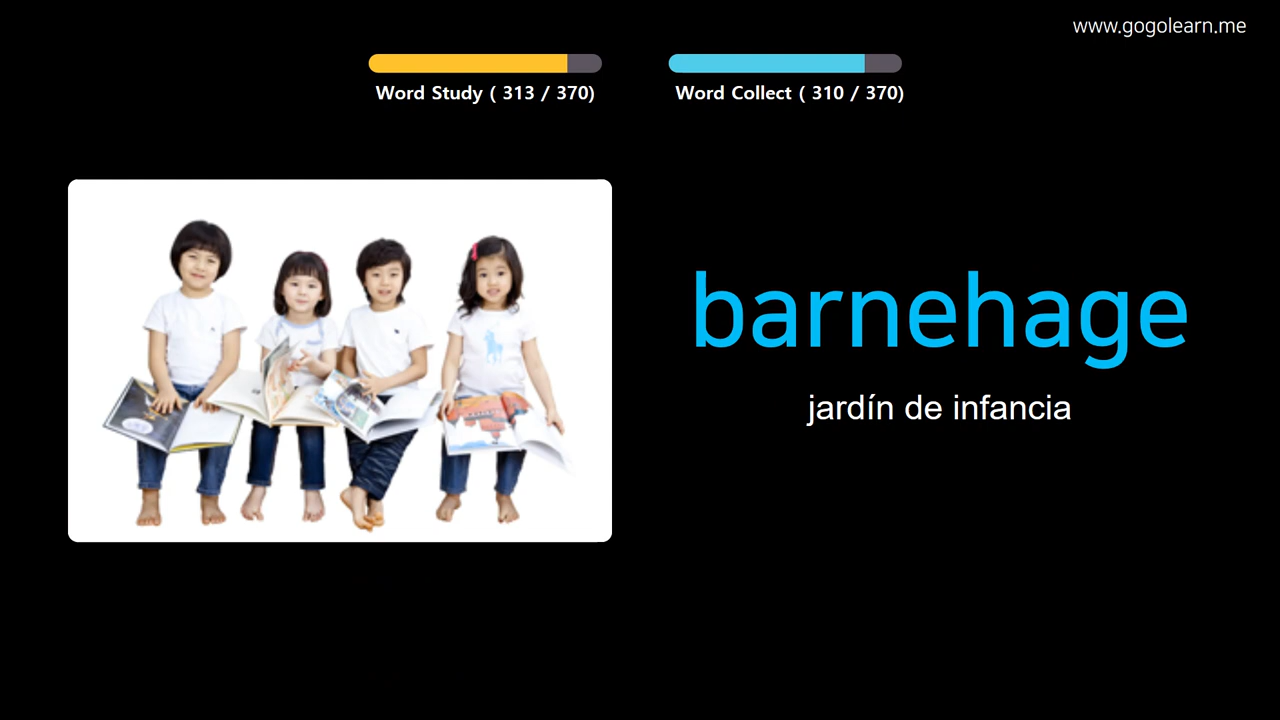 www.gogolearn.me
Word Study ( 313 / 370)
Word Collect ( 310 / 370)
barnehage
jardín de infancia